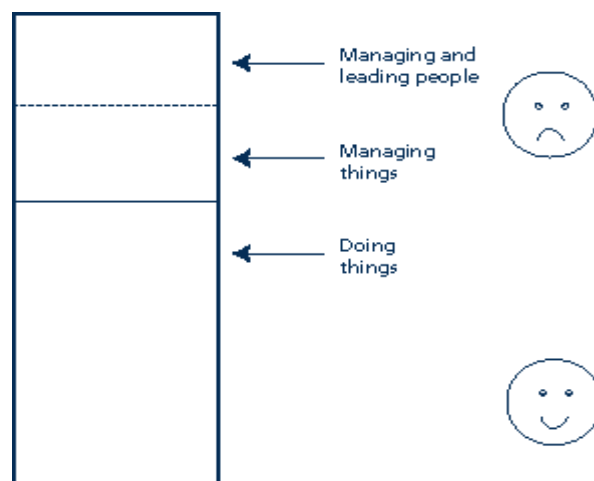 Managing and
leading people
Managing
things
Doing
things